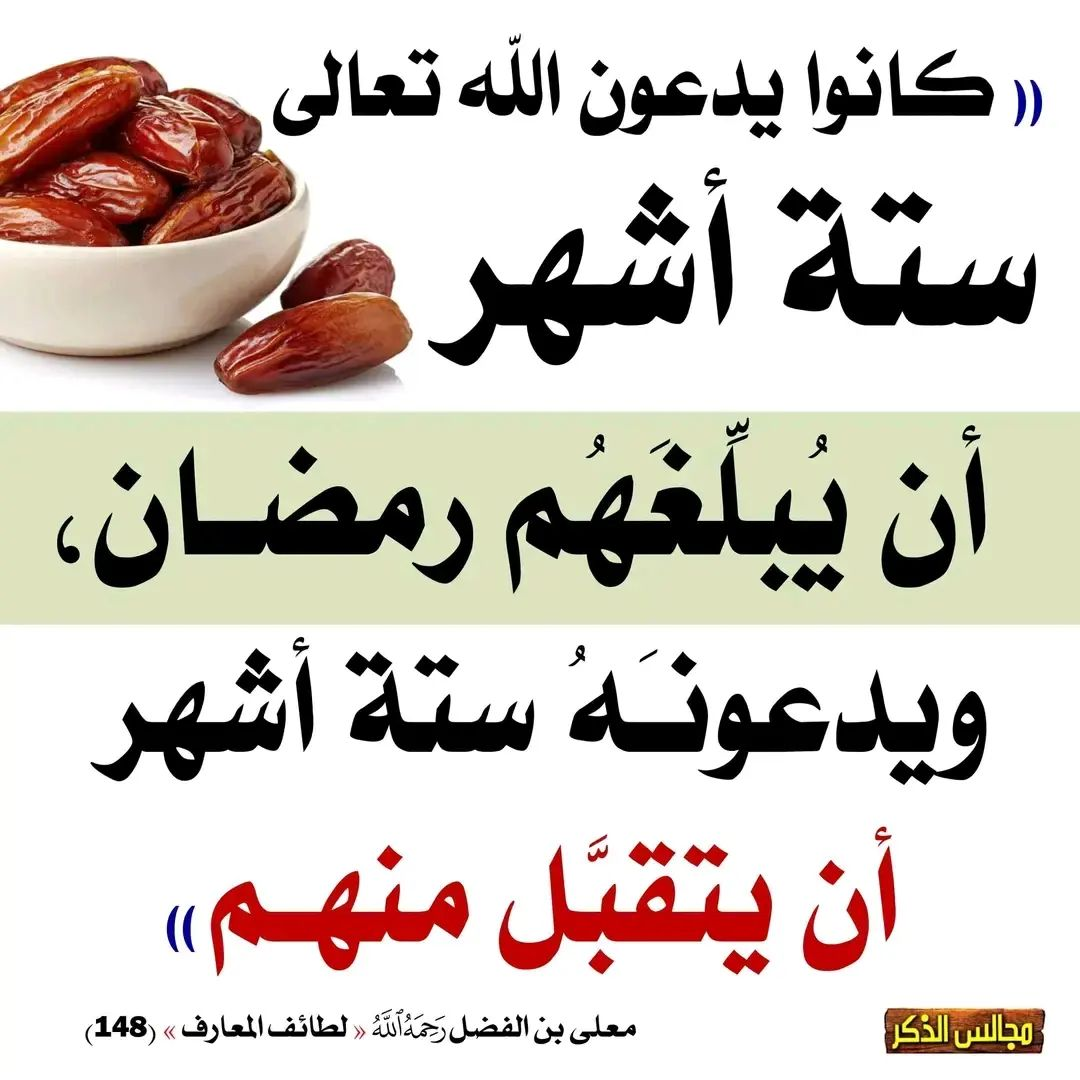 (( كانوا يدعون الله تعالى
ستة أشهر
أن يُبلِّغَهُم رمضـان،
ويدعونـَهُ ستة أشهر
أن يتقبَّل منهـم ))
معلى بن الفضل رَحِمَهُ ٱللَّهُ « لطائف المعارف » (148)
مجالس الذكر